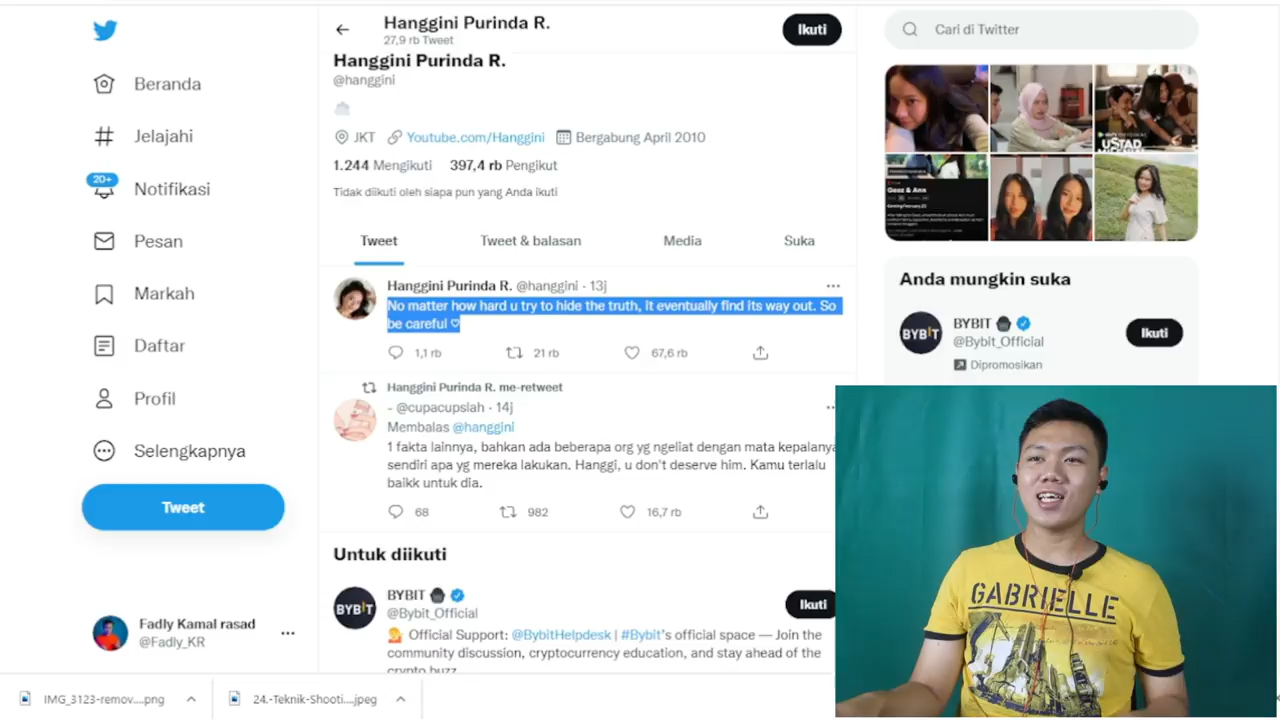 Hanggini Purinda R.
27,9 rb Tweet
Ikuti
Hanggini Purinda R.
@hanggini
JKT Youtube.com/Hanggini Bergabung April 2010
1.244 Mengikuti 397,4 rb Pengikut
Tidak diikuti oleh siapa pun yang Anda ikuti
Tweet Tweet & balasan Media Suka
Hanggini Purinda R. @hanggini · 13j
No matter how hard u try to hide the truth, it eventually find its way out. So
be careful ♡
1,1 rb 21 rb 67,6 rb
Hanggini Purinda R. me-retweet
- @cupacupslah · 14j
Membalas @hanggini
1 fakta lainnya, bahkan ada beberapa org yg ngeliat dengan mata kepalanya
sendiri apa yg mereka lakukan. Hanggi, u don't deserve him. Kamu terlalu
baikk untuk dia.
68 982 16,7 rb
Untuk diikuti
BYBIT
@Bybit_Official
Ikuti
BYBIT
Official Support: @BybitHelpdesk | #Bybit's official space — Join the
community discussion, cryptocurrency education, and stay ahead of the
crypto buzz
Beranda
Jelajahi
20+
Notifikasi
Pesan
Markah
Daftar
Profil
Selengkapnya
Tweet
Fadly Kamal rasad
@Fadly_KR
Cari di Twitter
USTAD
Gess & Ann
Anda mungkin suka
BYBIT
BYBIT
@Bybit_Official
Dipromosikan
Ikuti
GABRIELLE
IMG_3123-remov....png
24.-Teknik-Shooti....jpeg